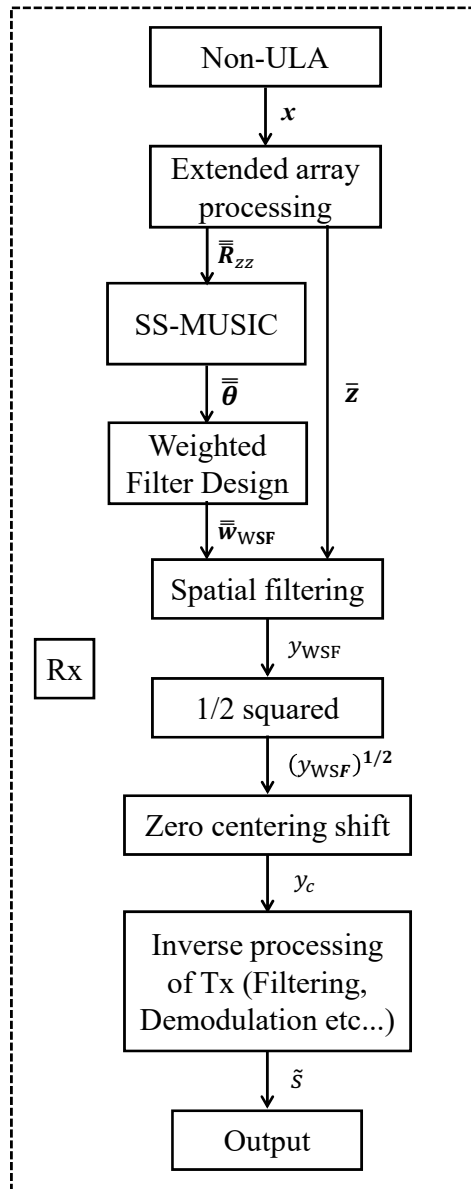 Non-ULA
x
Extended array
processing
R̿zz
SS-MUSIC
θ̿
z̄
Weighted
Filter Design
w̿WSF
Spatial filtering
yWSF
Rx
1/2 squared
(yWSF)1/2
Zero centering shift
yc
Inverse processing
of Tx (Filtering,
Demodulation etc...)
s̃
Output